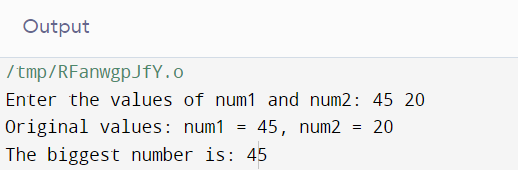 Output
/tmp/RFanwgpJfY.o
Enter the values of num1 and num2: 45 20
Original values: num1 = 45, num2 = 20
The biggest number is: 45